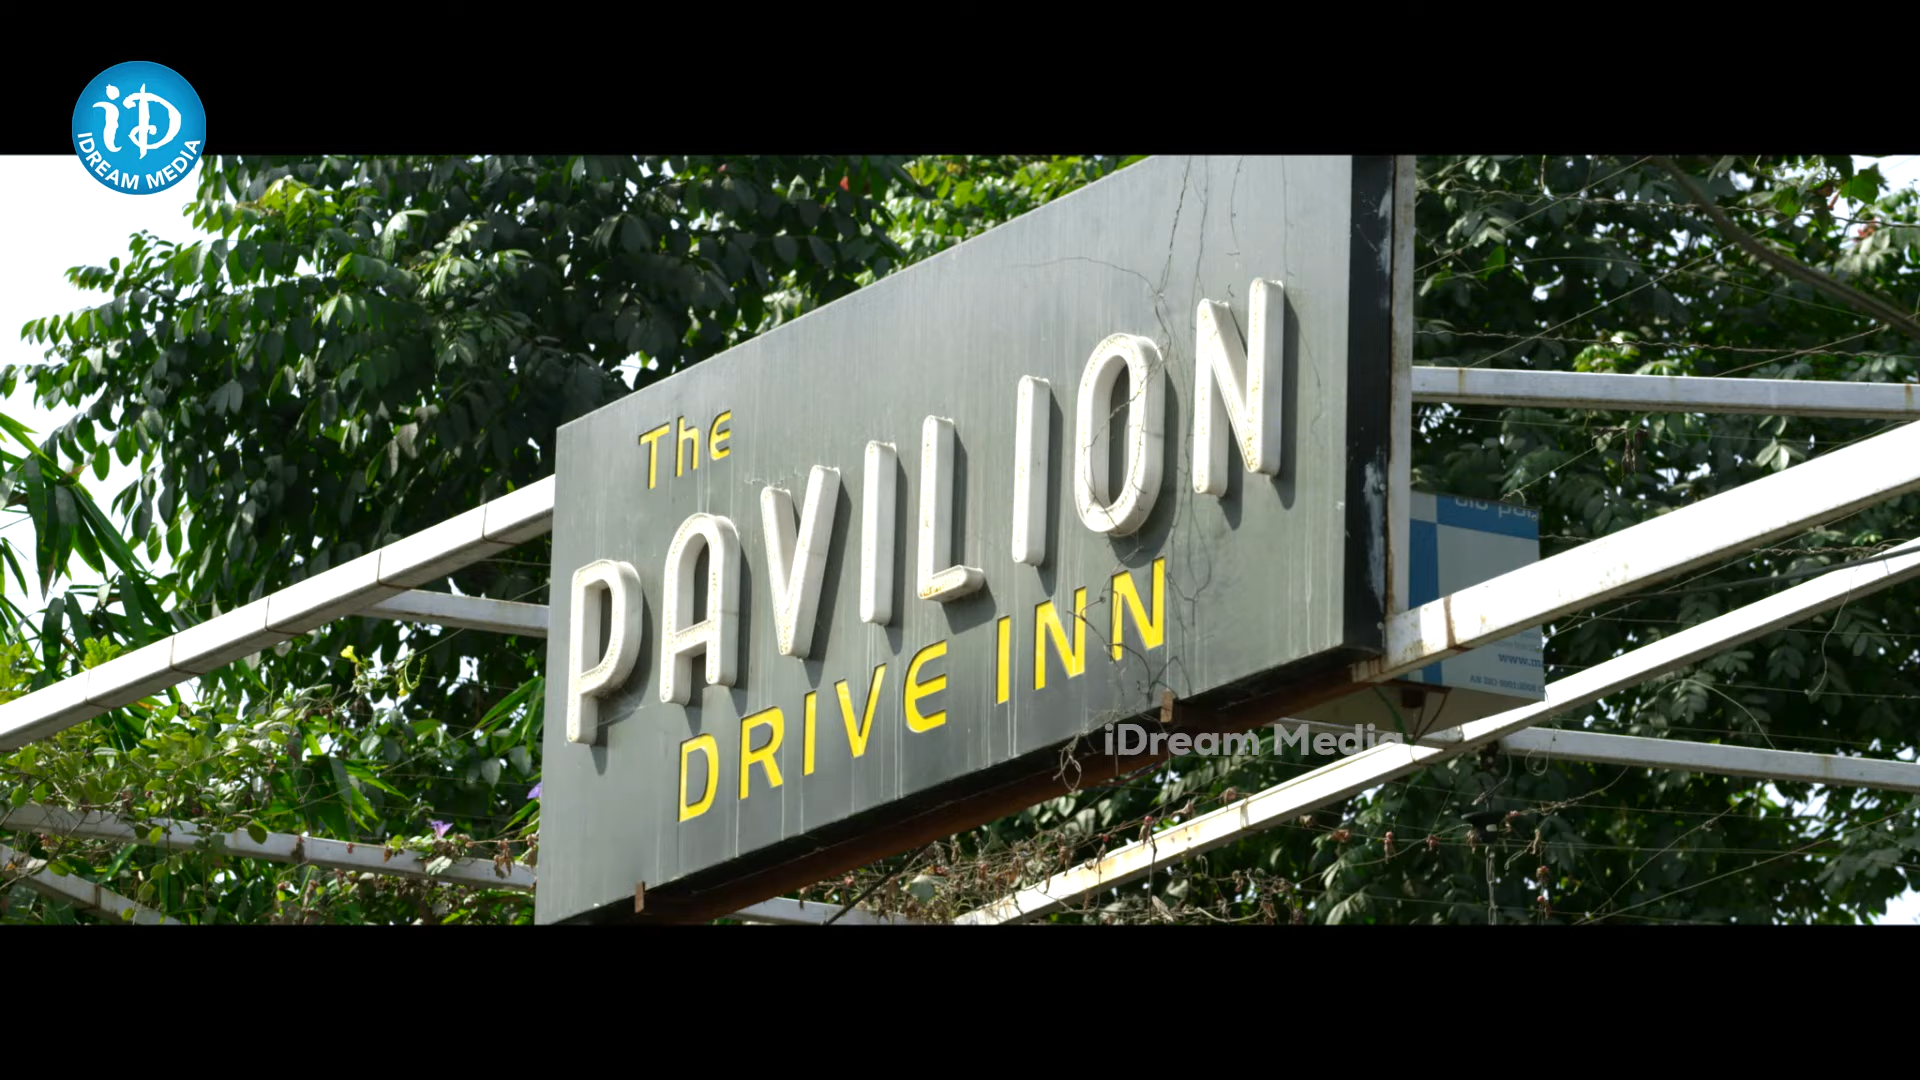 iD
IDREAM MEDIA
The
PAVILION
DRIVE INN
iDream Media